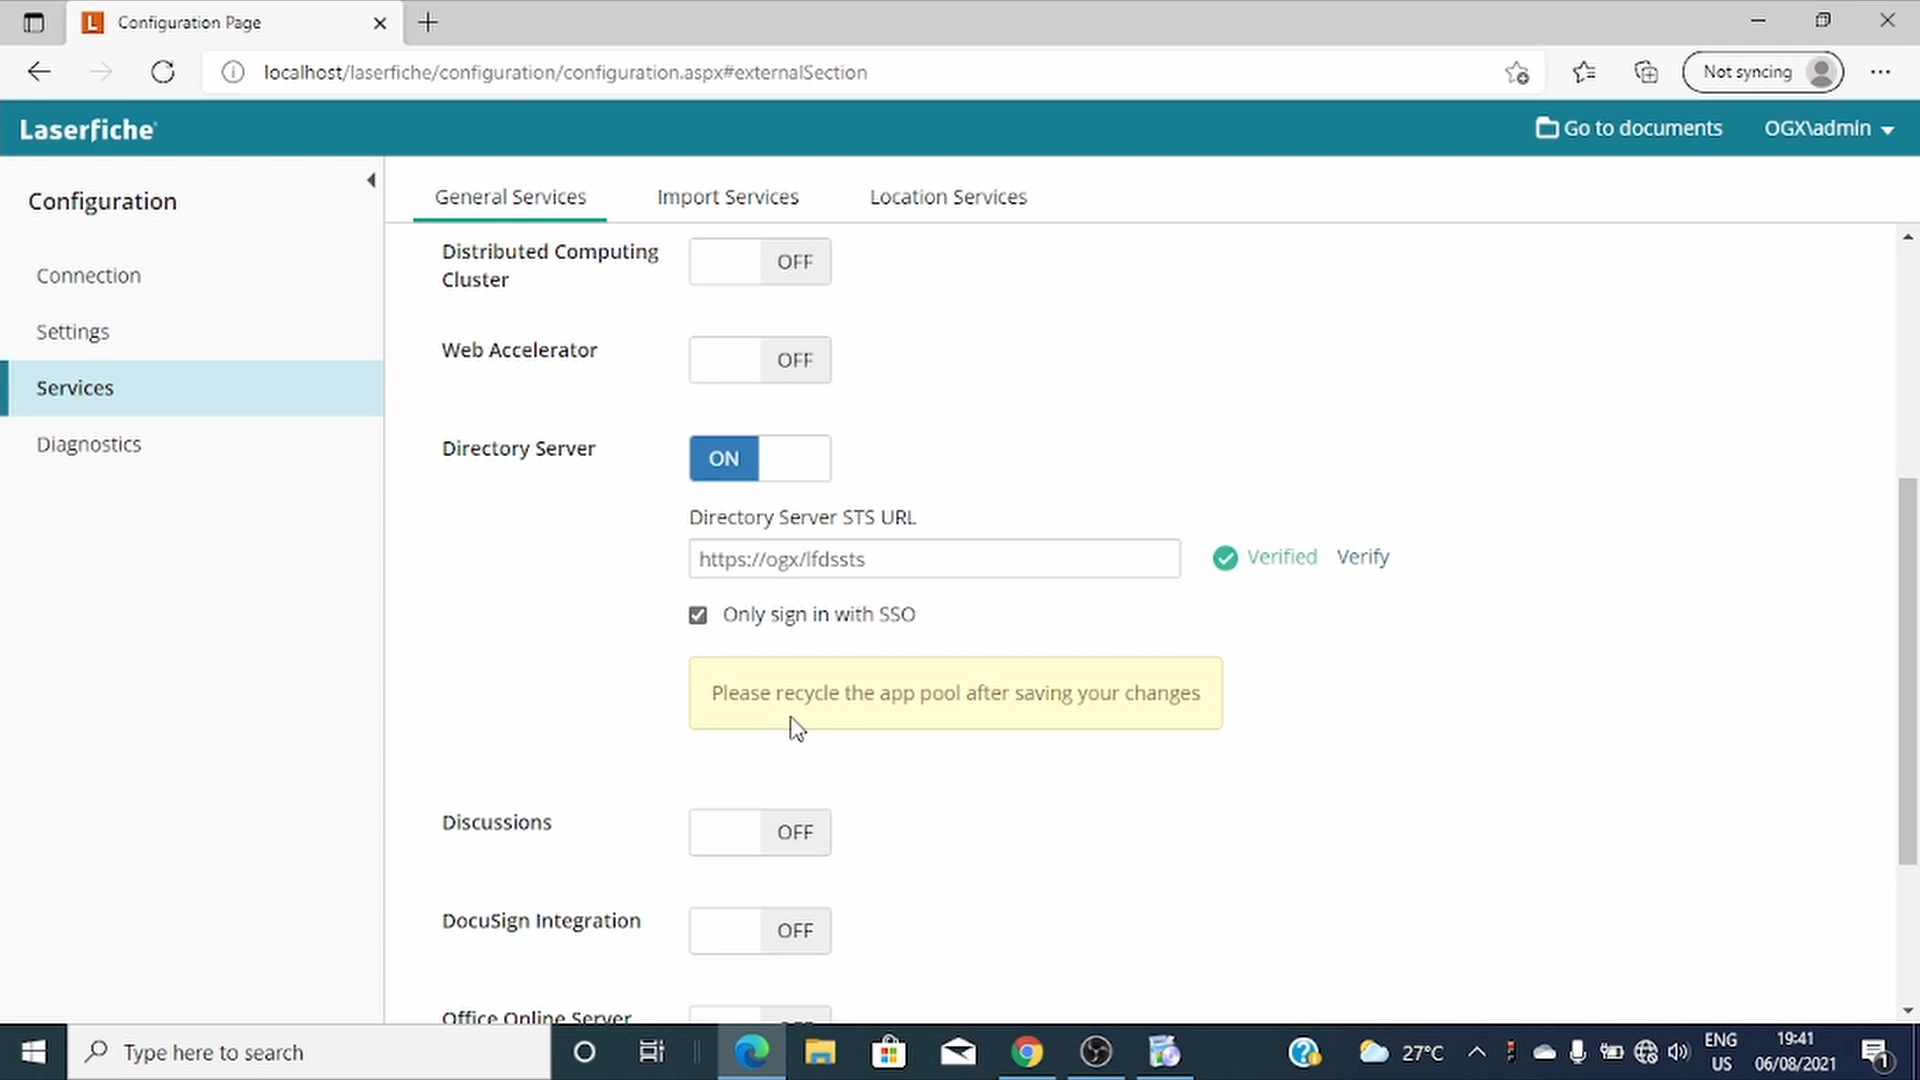 Configuration Page
localhost/laserfiche/configuration/configuration.aspx#externalSection
Not syncing
Laserfiche
Go to documents
OGX\admin
Configuration
Connection
Settings
Services
Diagnostics
General Services
Import Services
Location Services
Distributed Computing
Cluster
OFF
Web Accelerator
OFF
Directory Server
ON
Directory Server STS URL
https://ogx/lfdssts
Verified
Verify
Only sign in with SSO
Please recycle the app pool after saving your changes
Discussions
OFF
DocuSign Integration
OFF
Office Online Server
Type here to search
27°C
ENG
US
19:41
06/08/2021
1